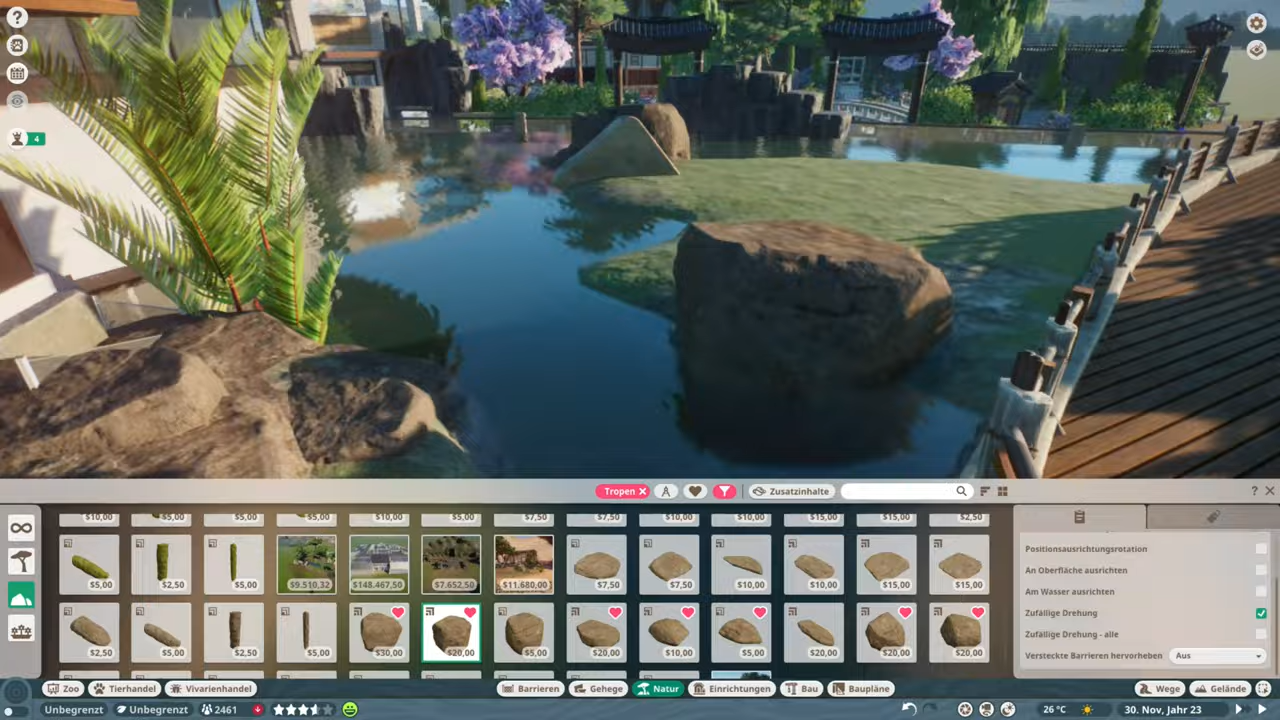 ?
4
Tropen ×
Zusatzinhalte
? ×
$10,00 $5,00 $5,00 $5,00 $10,00 $5,00 $7,50 $7,50 $10,00 $10,00 $15,00 $15,00 $2,50
$5,00 $2,50 $5,00 $9.510,32 $148.467,50 $7.652,50 $11.680,00 $7,50 $7,50 $10,00 $10,00 $15,00 $15,00
$2,50 $5,00 $2,50 $5,00 $30,00 $20,00 $5,00 $20,00 $10,00 $5,00 $20,00 $20,00 $20,00
Positionsausrichtungsrotation
An Oberfläche ausrichten
Am Wasser ausrichten
Zufällige Drehung
Zufällige Drehung - alle
Versteckte Barrieren hervorheben Aus
Zoo Tierhandel Vivarienhandel Barrieren Gehege Natur Einrichtungen Bau Baupläne Wege Gelände
Unbegrenzt Unbegrenzt 2461 26 °C 30. Nov, Jahr 23